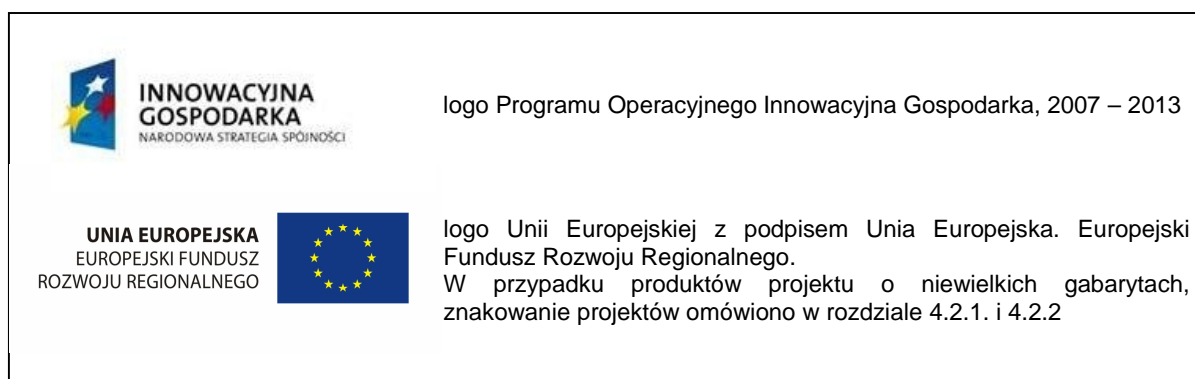 INNOWACYJNA
GOSPODARKA
NARODOWA STRATEGIA SPÓJNOŚCI
logo Programu Operacyjnego Innowacyjna Gospodarka, 2007 – 2013
UNIA EUROPEJSKA
EUROPEJSKI FUNDUSZ
ROZWOJU REGIONALNEGO
logo Unii Europejskiej z podpisem Unia Europejska. Europejski
Fundusz Rozwoju Regionalnego.
W przypadku produktów projektu o niewielkich gabarytach,
znakowanie projektów omówiono w rozdziale 4.2.1. i 4.2.2